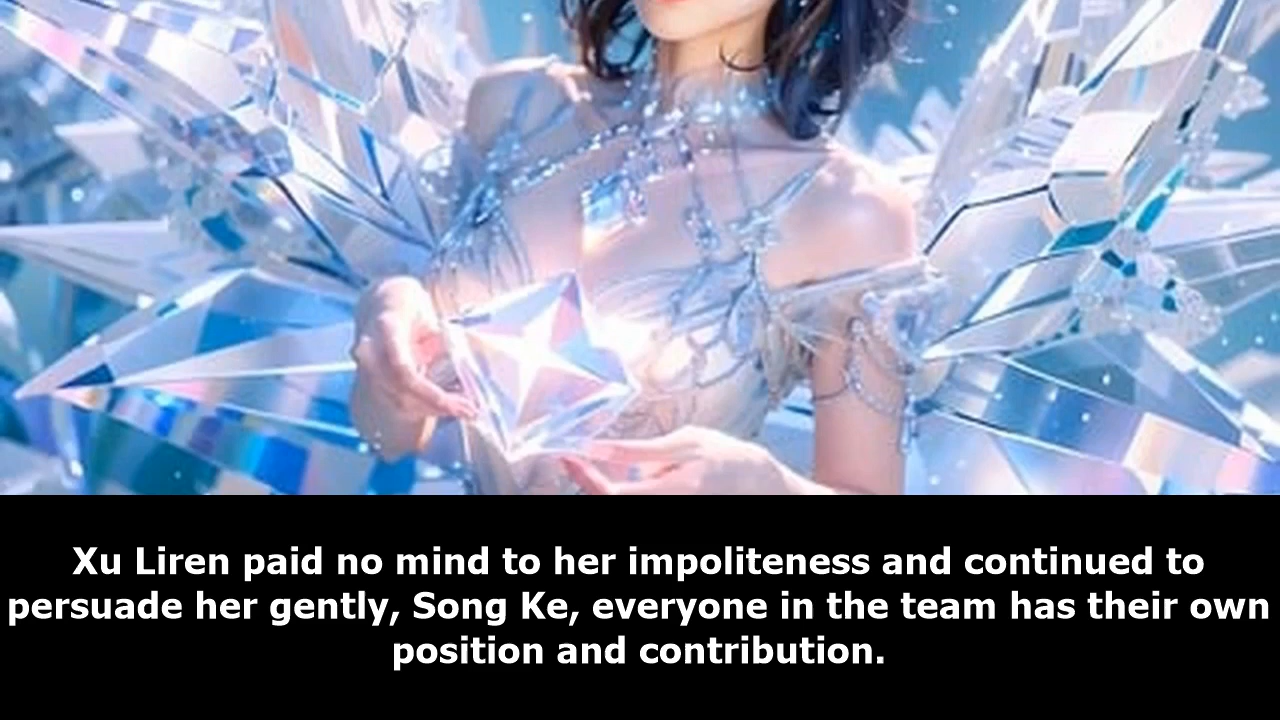 Xu Liren paid no mind to her impoliteness and continued to
persuade her gently, Song Ke, everyone in the team has their own
position and contribution.